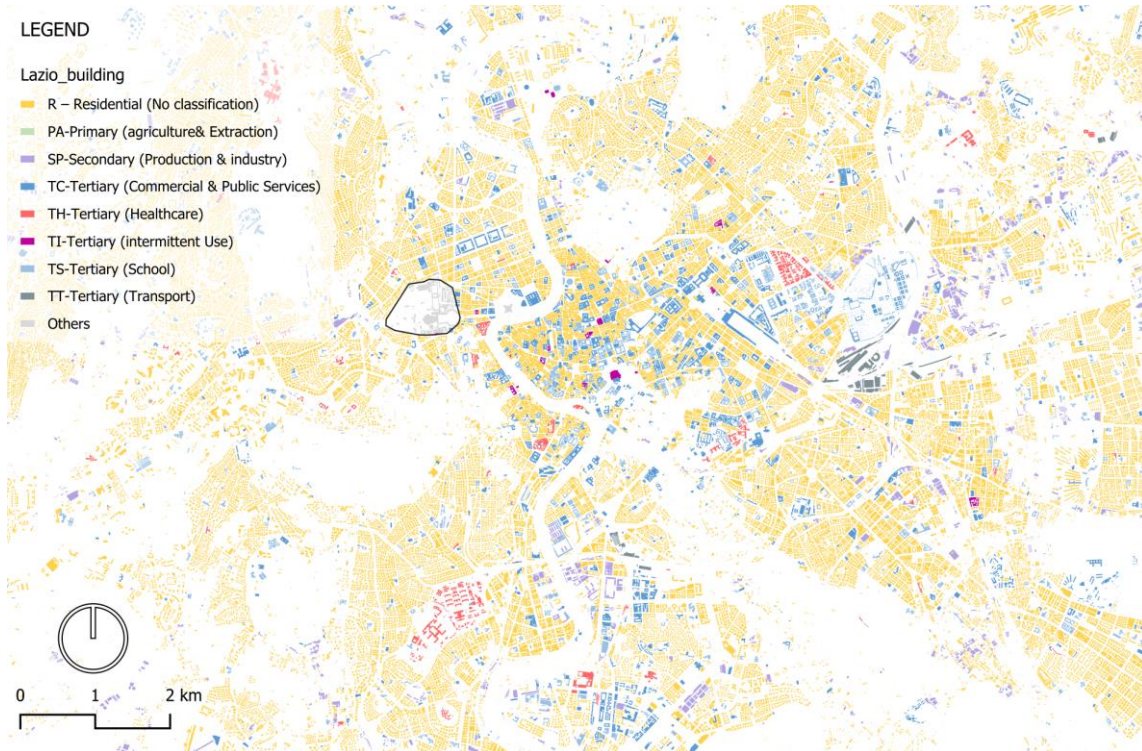 LEGEND
Lazio_building
R – Residential (No classification)
PA-Primary (agriculture& Extraction)
SP-Secondary (Production & industry)
TC-Tertiary (Commercial & Public Services)
TH-Tertiary (Healthcare)
TI-Tertiary (intermittent Use)
TS-Tertiary (School)
TT-Tertiary (Transport)
Others
0 1 2 km